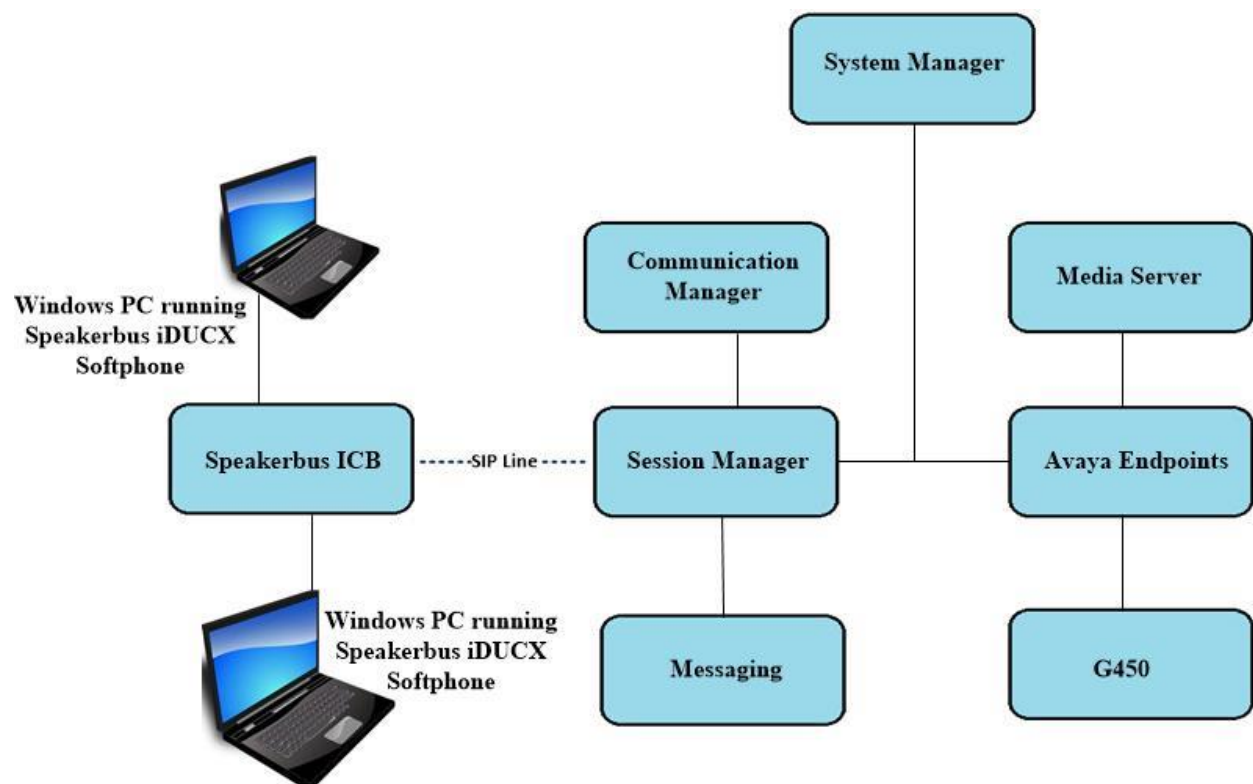 System Manager
Communication
Manager
Media Server
Windows PC running
Speakerbus iDUCX
Softphone
Speakerbus ICB
SIP Line
Session Manager
Avaya Endpoints
Windows PC running
Speakerbus iDUCX
Softphone
Messaging
G450